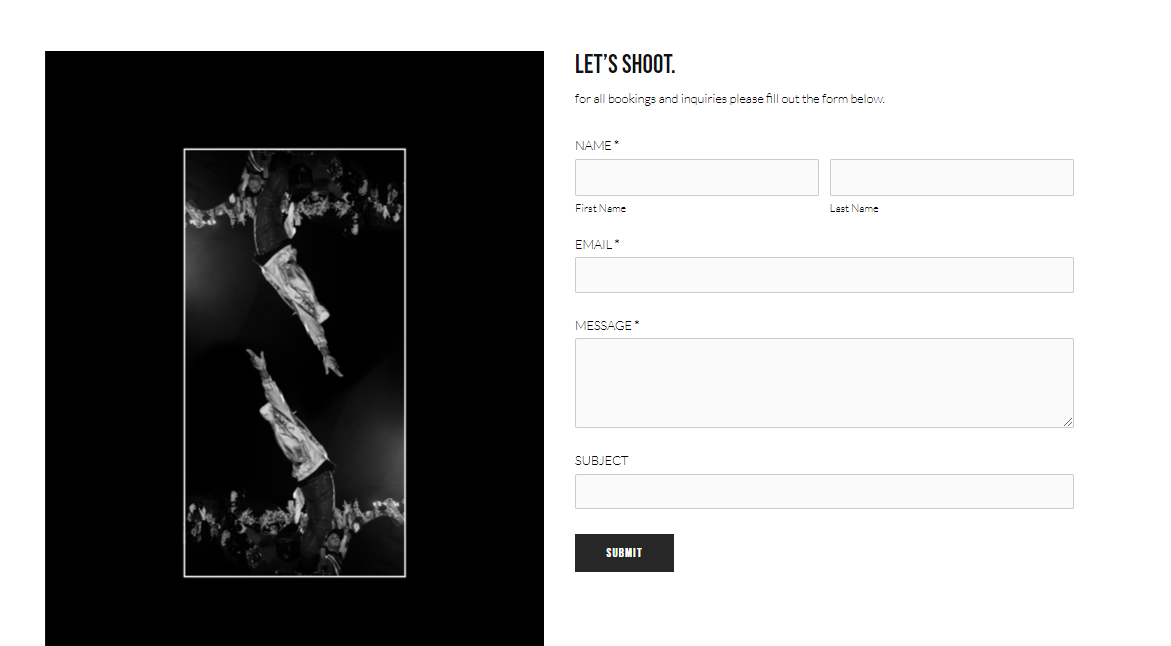 LET'S SHOOT.
for all bookings and inquiries please fill out the form below.
NAME *
First Name
Last Name
EMAIL *
MESSAGE *
SUBJECT
SUBMIT